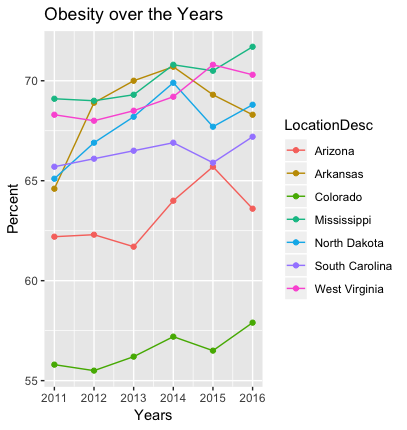 Obesity over the Years
Percent
70
65
60
55
2011 2012 2013 2014 2015 2016
Years
LocationDesc
Arizona
Arkansas
Colorado
Mississippi
North Dakota
South Carolina
West Virginia